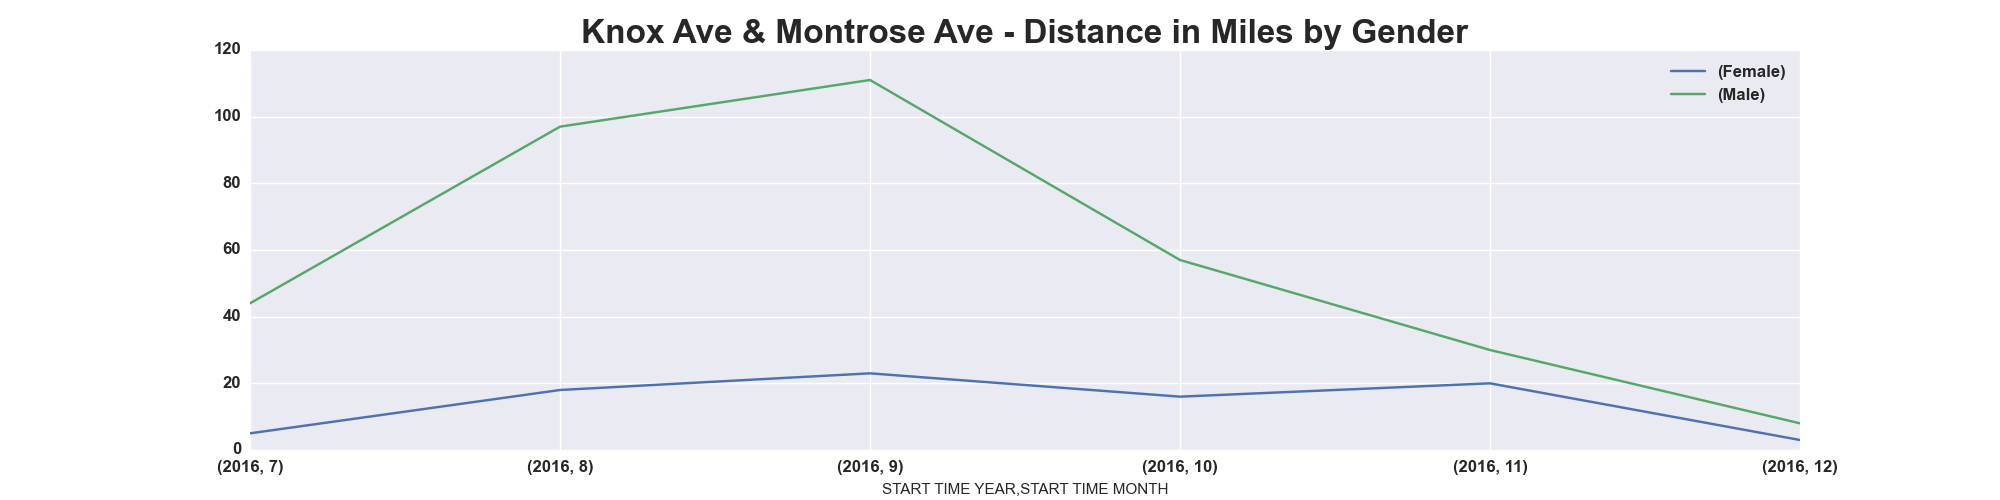 Knox Ave & Montrose Ave - Distance in Miles by Gender
120
100
80
60
40
20
0
(Female)
(Male)
(2016, 7) (2016, 8) (2016, 9) (2016, 10) (2016, 11) (2016, 12)
START TIME YEAR,START TIME MONTH